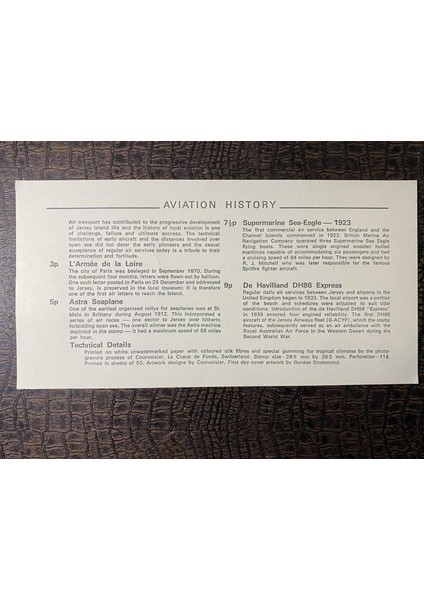 AVIATION HISTORY
Air transport has contributed to the progressive development
of Jersey island life and the history of local aviation is one
of challenge, failure and ultimate success. The technical
limitations of early aircraft and the distances involved over
open sea did not deter the early pioneers and the casual
acceptance of regular air services today is a tribute to their
determination and fortitude.
3p L'Armée de la Loire
The city of Paris was besieged in September 1870. During
the subsequent four months, letters were flown out by balloon.
One such letter posted in Paris on 29 December and addressed
to Jersey, is preserved in the local museum; it is therefore
one of the first air letters to reach the Island.
5p Astra Seoplane
One of the earliest organised rallys for seaplanes was at St.
Malo in Brittany during August 1912. This incorporated a
series of air races — one sector to Jersey over hitherto
forbidding open sea. The overall winner was the Astra machine
depicted in the stamp — it had a maximum speed of 68 miles
per hour.
7½p Supermarine Sea-Eagle — 1923
The first commercial air service between England and the
Channel Islands commenced in 1923. British Marine Air
Navigation Company operated three Supermarine Sea Eagle
flying boats. These were single engined wooden hulled
machines capable of accommodating six passengers and had
a cruising speed of 84 miles per hour. They were designed by
R. J. Mitchell who was later responsible for the famous
Spitfire fighter aircraft.
9p De Havilland DH86 Express
Regular daily air services between Jersey and airports in the
United Kingdom began in 1933. The local airport was a portion
of the beach and schedules were adjusted to suit tide
conditions. Introduction of the de Havilland DH86 "Express"
in 1935 ensured four engined reliability. The first DH86
aircraft of the Jersey Airways fleet (G-ACYF), which the stamp
features, subsequently served as an air ambulance with the
Royal Australian Air Force in the Western Desert during the
Second World War.
Technical Details
Printed on white unwatermarked paper with coloured silk fibres and special gumming for tropical climates by the photo-
gravure process of Courvoisier, La Chaux de Fonds, Switzerland. Stamp size - 28·5 mm by 39·2 mm. Perforation - 11½.
Printed in sheets of 50. Artwork designs by Courvoisier. First day cover artwork by Gordon Drummond.